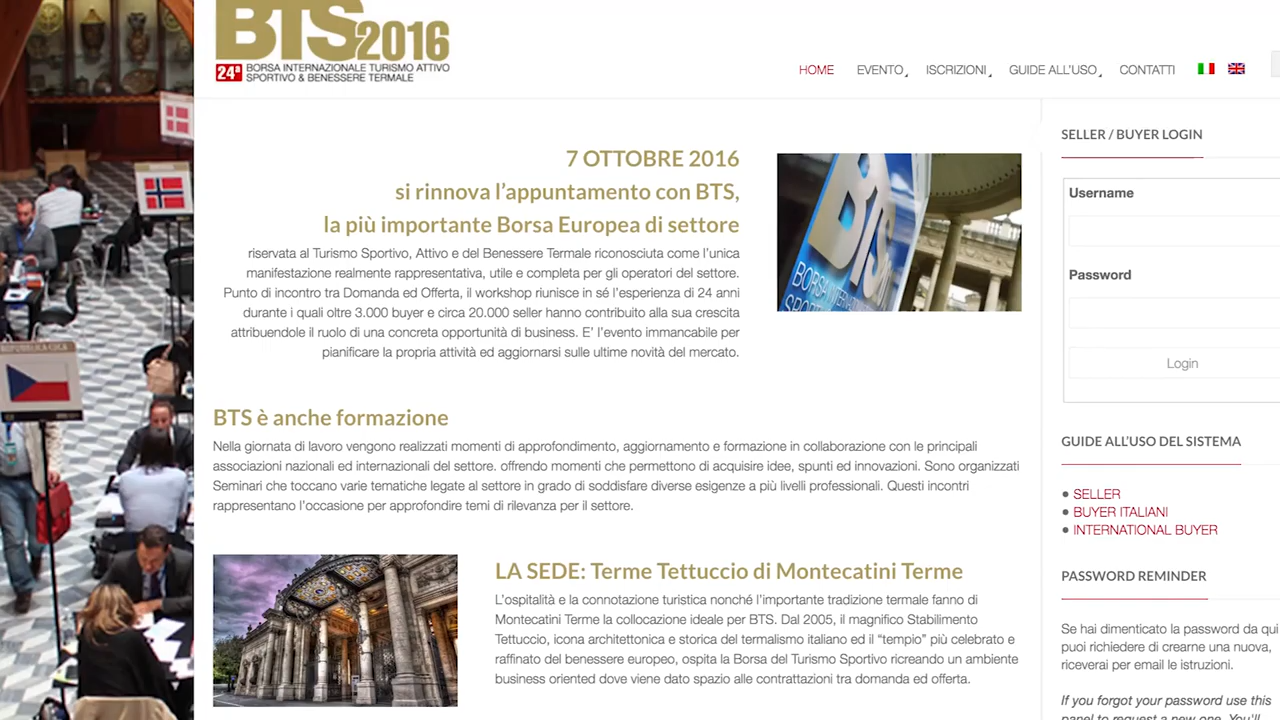 BTS2016
24ª BORSA INTERNAZIONALE TURISMO ATTIVO
SPORTIVO & BENESSERE TERMALE
HOME EVENTO ISCRIZIONI GUIDE ALL'USO CONTATTI
7 OTTOBRE 2016
si rinnova l'appuntamento con BTS,
la più importante Borsa Europea di settore
riservata al Turismo Sportivo, Attivo e del Benessere Termale riconosciuta come l'unica
manifestazione realmente rappresentativa, utile e completa per gli operatori del settore.
Punto di incontro tra Domanda ed Offerta, il workshop riunisce in sé l'esperienza di 24 anni
durante i quali oltre 3.000 buyer e circa 20.000 seller hanno contribuito alla sua crescita
attribuendole il ruolo di una concreta opportunità di business. E' l'evento immancabile per
pianificare la propria attività ed aggiornarsi sulle ultime novità del mercato.
BTS
BORSA
BTS è anche formazione
Nella giornata di lavoro vengono realizzati momenti di approfondimento, aggiornamento e formazione in collaborazione con le principali
associazioni nazionali ed internazionali del settore. offrendo momenti che permettono di acquisire idee, spunti ed innovazioni. Sono organizzati
Seminari che toccano varie tematiche legate al settore in grado di soddisfare diverse esigenze a più livelli professionali. Questi incontri
rappresentano l'occasione per approfondire temi di rilevanza per il settore.
LA SEDE: Terme Tettuccio di Montecatini Terme
L'ospitalità e la connotazione turistica nonché l'importante tradizione termale fanno di
Montecatini Terme la collocazione ideale per BTS. Dal 2005, il magnifico Stabilimento
Tettuccio, icona architettonica e storica del termalismo italiano ed il "tempio" più celebrato e
raffinato del benessere europeo, ospita la Borsa del Turismo Sportivo ricreando un ambiente
business oriented dove viene dato spazio alle contrattazioni tra domanda ed offerta.
SELLER / BUYER LOGIN
Username
Password
Login
GUIDE ALL'USO DEL SISTEMA
● SELLER
● BUYER ITALIANI
● INTERNATIONAL BUYER
PASSWORD REMINDER
Se hai dimenticato la password da qui
puoi richiedere di crearne una nuova,
riceverai per email le istruzioni.
If you forgot your password use this
panel to request a new one. You'll
REPUBBLICA CECA